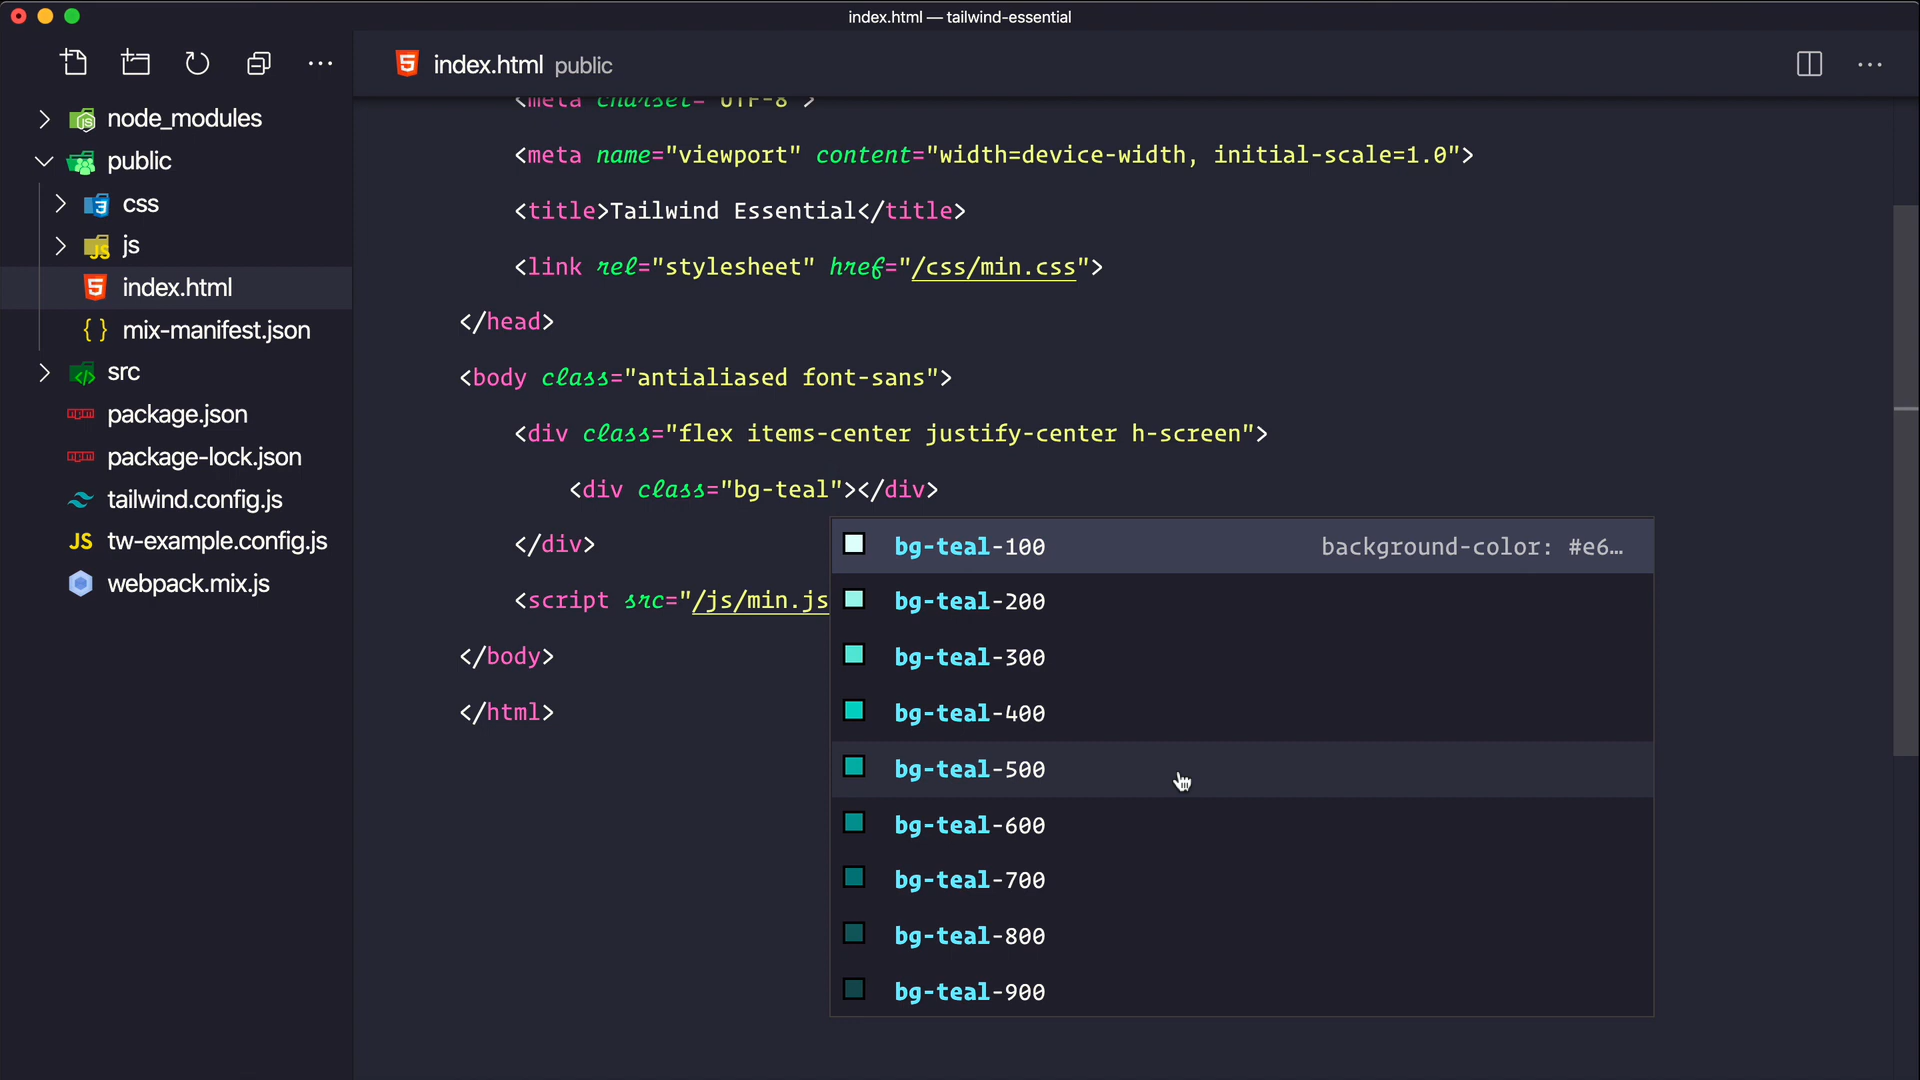 index.html — tailwind-essential
index.html public
node_modules
public
css
js
index.html
mix-manifest.json
src
package.json
package-lock.json
tailwind.config.js
JS tw-example.config.js
webpack.mix.js
<meta charset="UTF-8">
<meta name="viewport" content="width=device-width, initial-scale=1.0">
<title>Tailwind Essential</title>
<link rel="stylesheet" href="/css/min.css">
</head>
<body class="antialiased font-sans">
<div class="flex items-center justify-center h-screen">
<div class="bg-teal"></div>
</div>
<script src="/js/min.js
</body>
</html>
bg-teal-100 background-color: #e6…
bg-teal-200
bg-teal-300
bg-teal-400
bg-teal-500
bg-teal-600
bg-teal-700
bg-teal-800
bg-teal-900